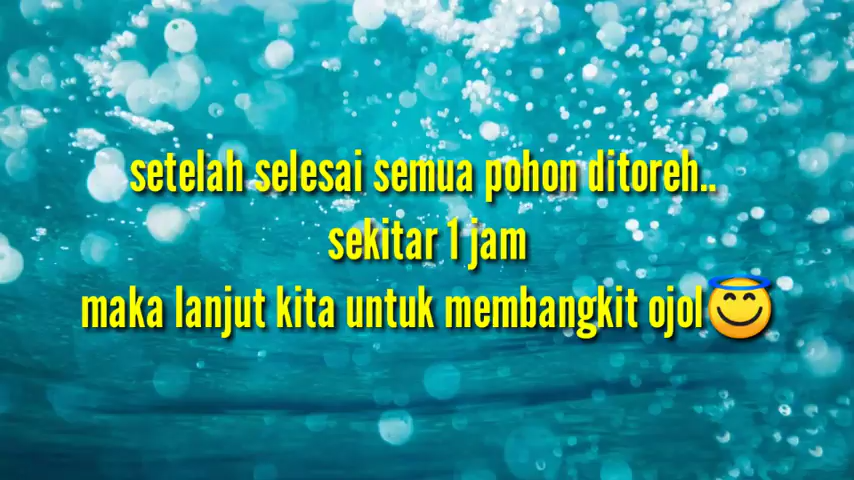 setelah selesai semua pohon ditoreh..
sekitar 1 jam
maka lanjut kita untuk membangkit ojol😇